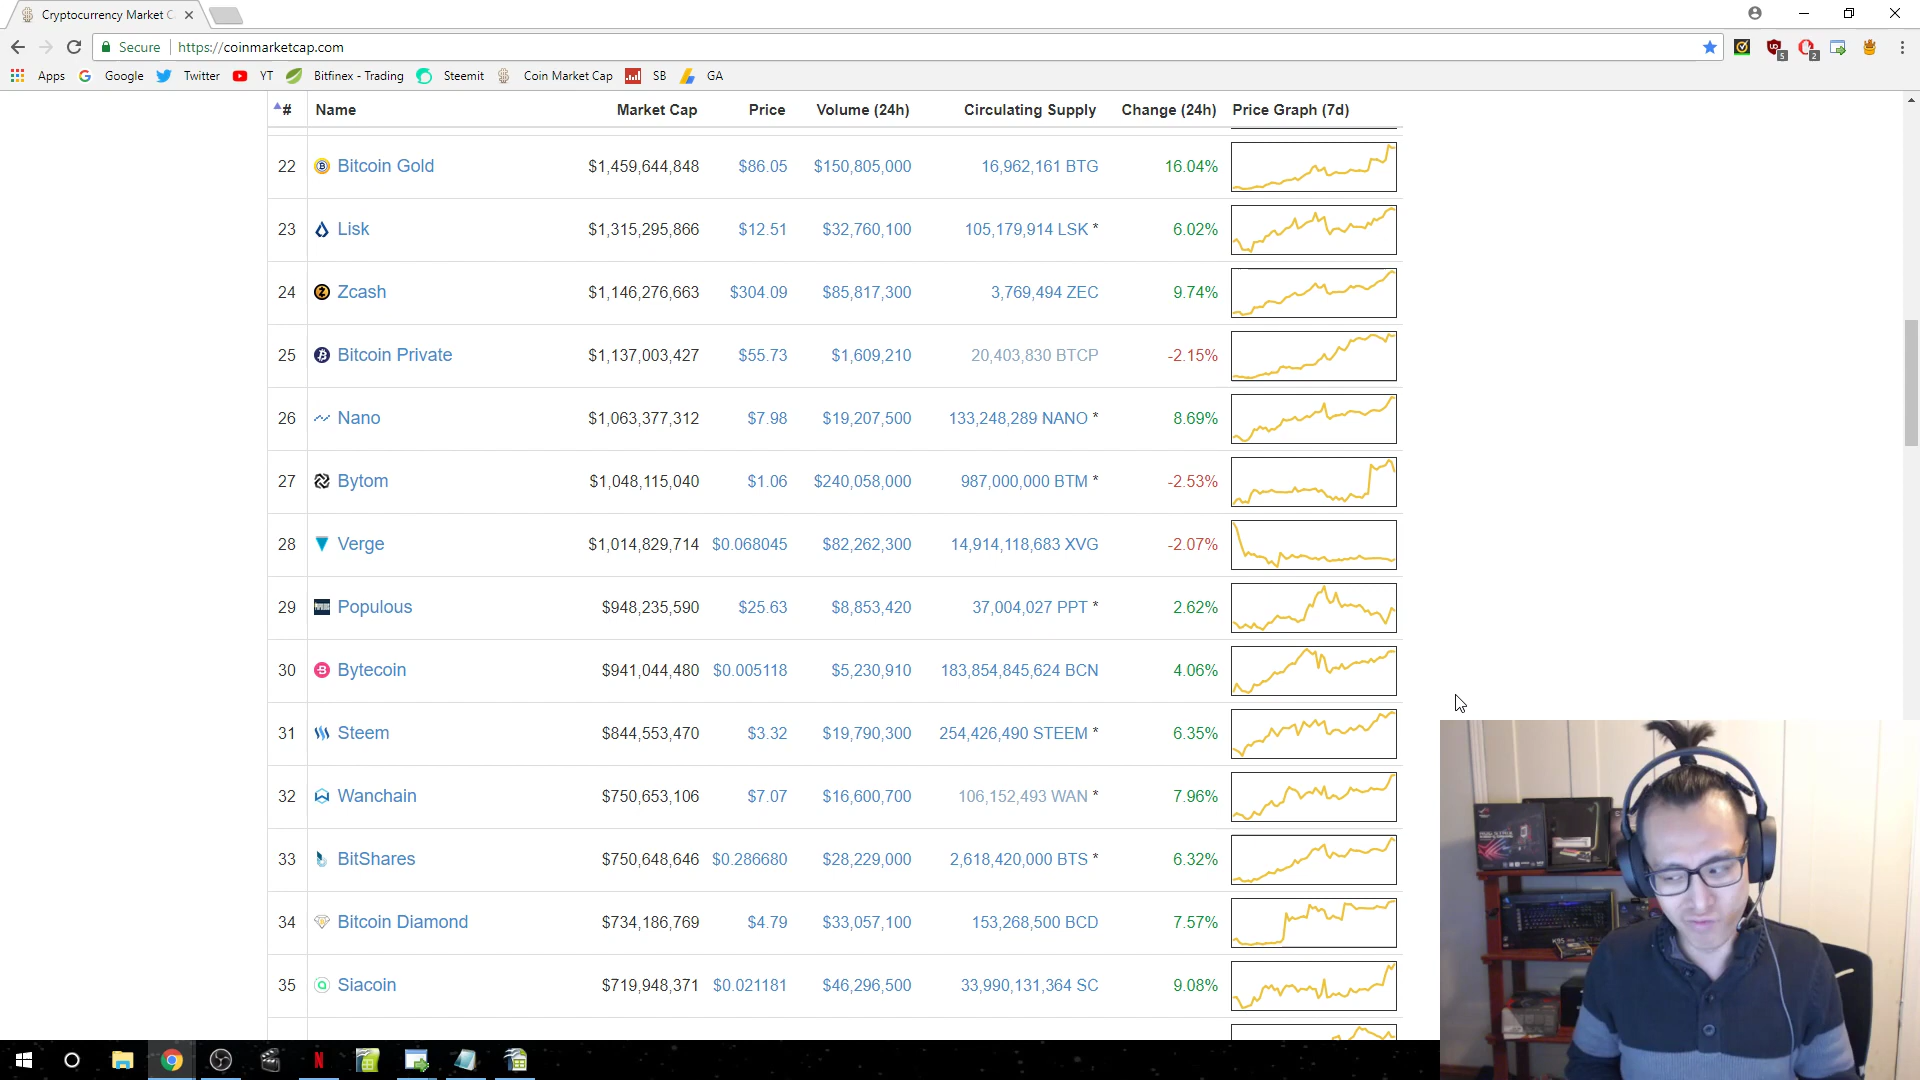 Cryptocurrency Market C
Secure https://coinmarketcap.com
5 2
Apps Google Twitter YT Bitfinex - Trading Steemit Coin Market Cap SB GA
# Name Market Cap Price Volume (24h) Circulating Supply Change (24h) Price Graph (7d)
22 Bitcoin Gold $1,459,644,848 $86.05 $150,805,000 16,962,161 BTG 16.04%
23 Lisk $1,315,295,866 $12.51 $32,760,100 105,179,914 LSK * 6.02%
24 Zcash $1,146,276,663 $304.09 $85,817,300 3,769,494 ZEC 9.74%
25 Bitcoin Private $1,137,003,427 $55.73 $1,609,210 20,403,830 BTCP -2.15%
26 Nano $1,063,377,312 $7.98 $19,207,500 133,248,289 NANO * 8.69%
27 Bytom $1,048,115,040 $1.06 $240,058,000 987,000,000 BTM * -2.53%
28 Verge $1,014,829,714 $0.068045 $82,262,300 14,914,118,683 XVG -2.07%
29 Populous $948,235,590 $25.63 $8,853,420 37,004,027 PPT * 2.62%
30 Bytecoin $941,044,480 $0.005118 $5,230,910 183,854,845,624 BCN 4.06%
31 Steem $844,553,470 $3.32 $19,790,300 254,426,490 STEEM * 6.35%
32 Wanchain $750,653,106 $7.07 $16,600,700 106,152,493 WAN * 7.96%
33 BitShares $750,648,646 $0.286680 $28,229,000 2,618,420,000 BTS * 6.32%
34 Bitcoin Diamond $734,186,769 $4.79 $33,057,100 153,268,500 BCD 7.57%
35 Siacoin $719,948,371 $0.021181 $46,296,500 33,990,131,364 SC 9.08%